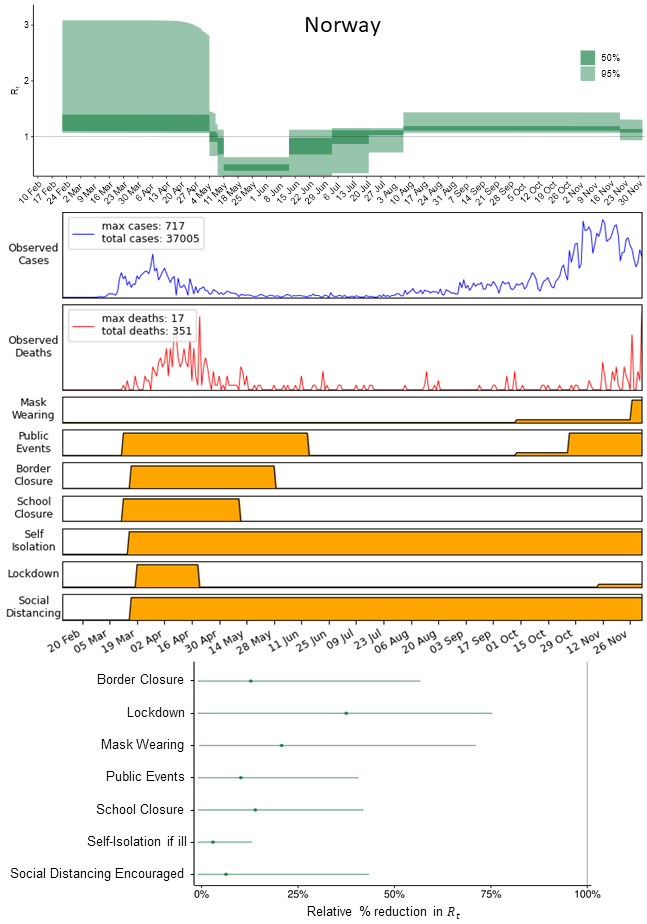 Norway
3
2
1
R_t
50%
95%
10 Feb
17 Feb
24 Feb
2 Mar
9 Mar
16 Mar
23 Mar
30 Mar
6 Apr
13 Apr
20 Apr
27 Apr
4 May
11 May
18 May
25 May
1 Jun
8 Jun
15 Jun
22 Jun
29 Jun
6 Jul
13 Jul
20 Jul
27 Jul
3 Aug
10 Aug
17 Aug
24 Aug
31 Aug
7 Sep
14 Sep
21 Sep
28 Sep
5 Oct
12 Oct
19 Oct
26 Oct
2 Nov
9 Nov
16 Nov
23 Nov
30 Nov
Observed
Cases
max cases: 717
total cases: 37005
Observed
Deaths
max deaths: 17
total deaths: 351
Mask
Wearing
Public
Events
Border
Closure
School
Closure
Self
Isolation
Lockdown
Social
Distancing
20 Feb
05 Mar
19 Mar
02 Apr
16 Apr
30 Apr
14 May
28 May
11 Jun
25 Jun
09 Jul
23 Jul
06 Aug
20 Aug
03 Sep
17 Sep
01 Oct
15 Oct
29 Oct
12 Nov
26 Nov
Border Closure
Lockdown
Mask Wearing
Public Events
School Closure
Self-Isolation if ill
Social Distancing Encouraged
0%
25%
50%
75%
100%
Relative % reduction in R_t